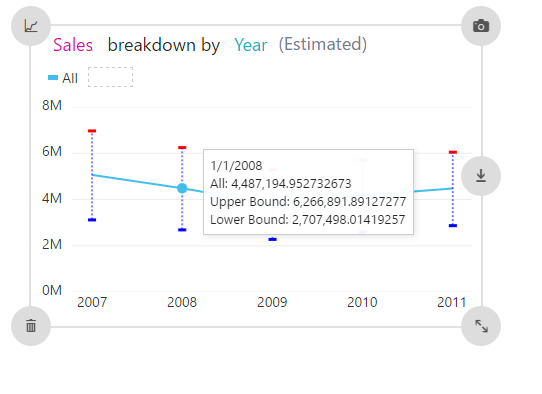 Sales breakdown by Year (Estimated)
All
8M
6M
4M
2M
0M
1/1/2008
All: 4,487,194.952732673
Upper Bound: 6,266,891.89127277
Lower Bound: 2,707,498.01419257
2007 2008 2009 2010 2011